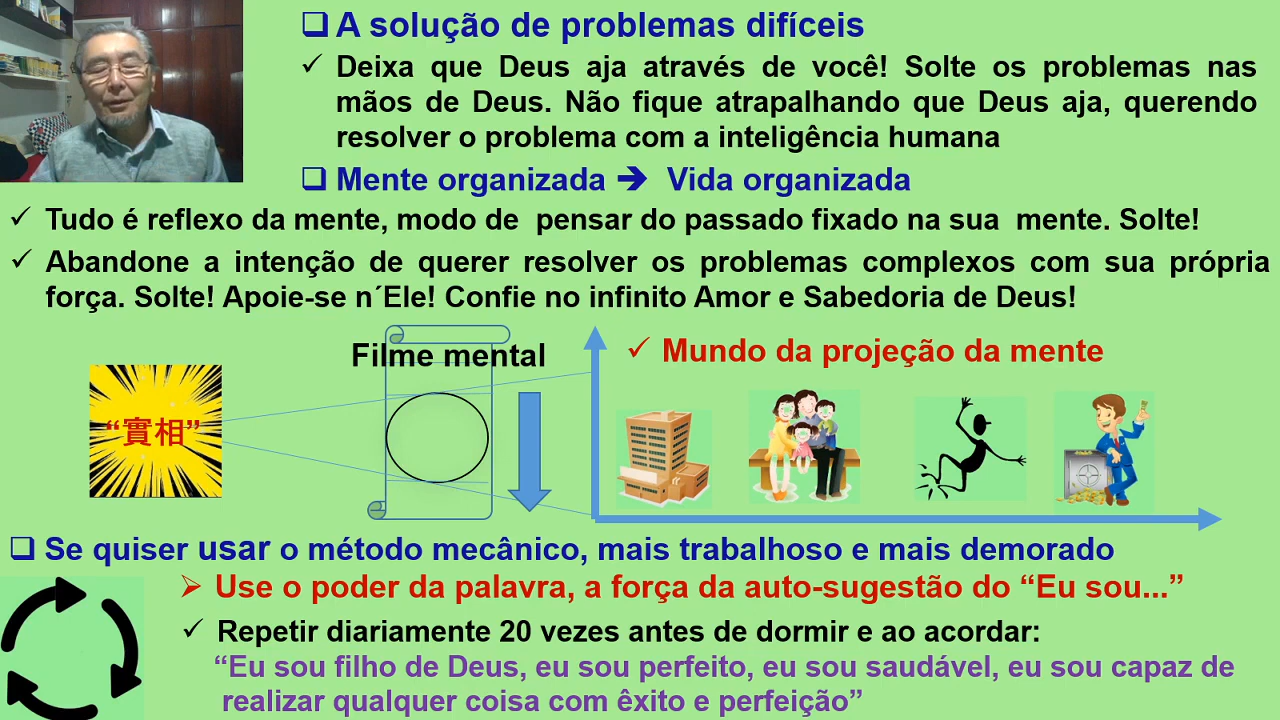 A solução de problemas difíceis
Deixa que Deus aja através de você! Solte os problemas nas
mãos de Deus. Não fique atrapalhando que Deus aja, querendo
resolver o problema com a inteligência humana
Mente organizada ➔ Vida organizada
Tudo é reflexo da mente, modo de pensar do passado fixado na sua mente. Solte!
Abandone a intenção de querer resolver os problemas complexos com sua própria
força. Solte! Apoie-se n´Ele! Confie no infinito Amor e Sabedoria de Deus!
Filme mental
Mundo da projeção da mente
“實相”
Se quiser usar o método mecânico, mais trabalhoso e mais demorado
Use o poder da palavra, a força da auto-sugestão do “Eu sou...”
Repetir diariamente 20 vezes antes de dormir e ao acordar:
“Eu sou filho de Deus, eu sou perfeito, eu sou saudável, eu sou capaz de
realizar qualquer coisa com êxito e perfeição”